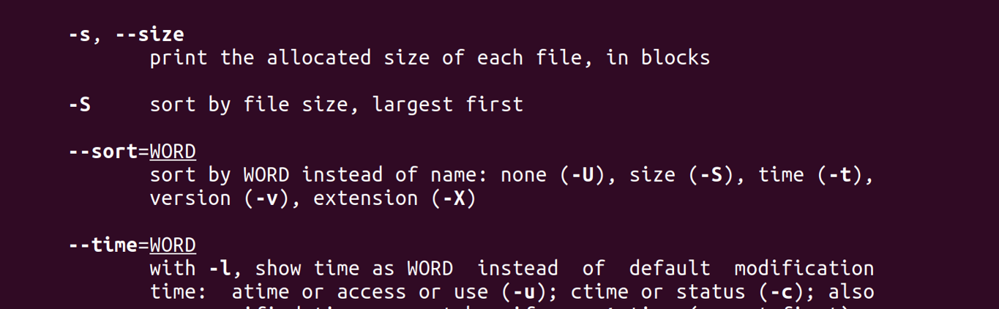 -s, --size
print the allocated size of each file, in blocks
-S     sort by file size, largest first
--sort=WORD
sort by WORD instead of name: none (-U), size (-S), time (-t),
version (-v), extension (-X)
--time=WORD
with -l, show time as WORD  instead  of  default  modification
time:  atime or access or use (-u); ctime or status (-c); also